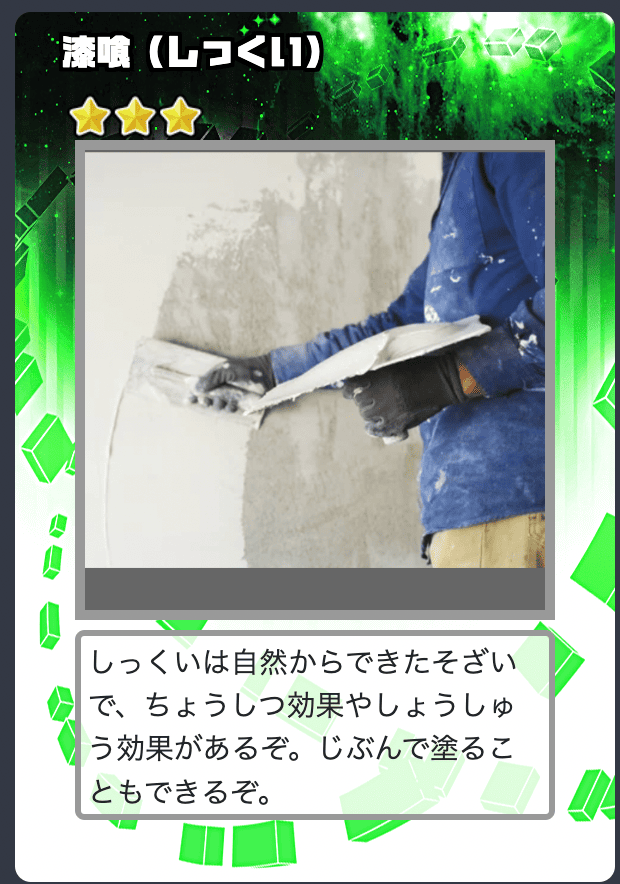 漆喰（しっくい）
しっくいは自然からできたそざい
で、ちょうしつ効果やしょうしゅ
う効果があるぞ。じぶんで塗るこ
ともできるぞ。